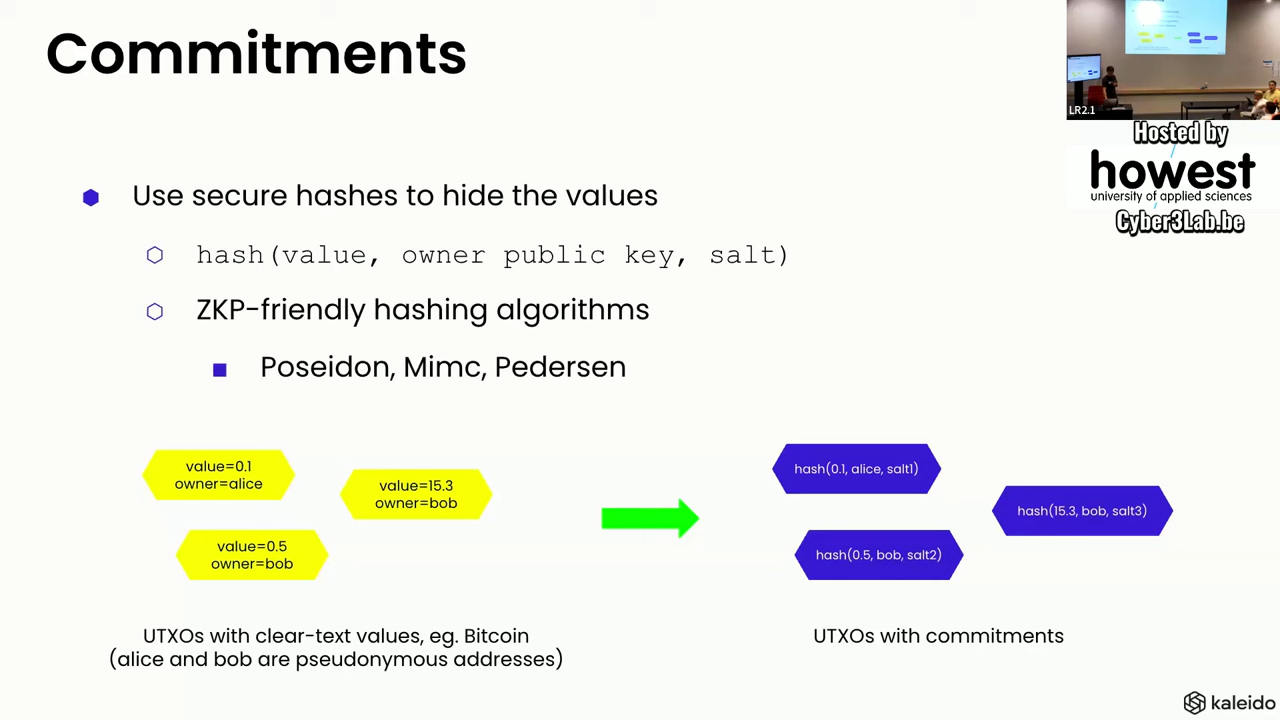 Commitments
LR2.1
Hosted by
howest
university of applied sciences
Cyber3Lab.be
Use secure hashes to hide the values
hash(value, owner public key, salt)
ZKP-friendly hashing algorithms
Poseidon, Mimc, Pedersen
value=0.1
owner=alice
value=15.3
owner=bob
value=0.5
owner=bob
hash(0.1, alice, salt1)
hash(15.3, bob, salt3)
hash(0.5, bob, salt2)
UTXOs with clear-text values, eg. Bitcoin
(alice and bob are pseudonymous addresses)
UTXOs with commitments
kaleido